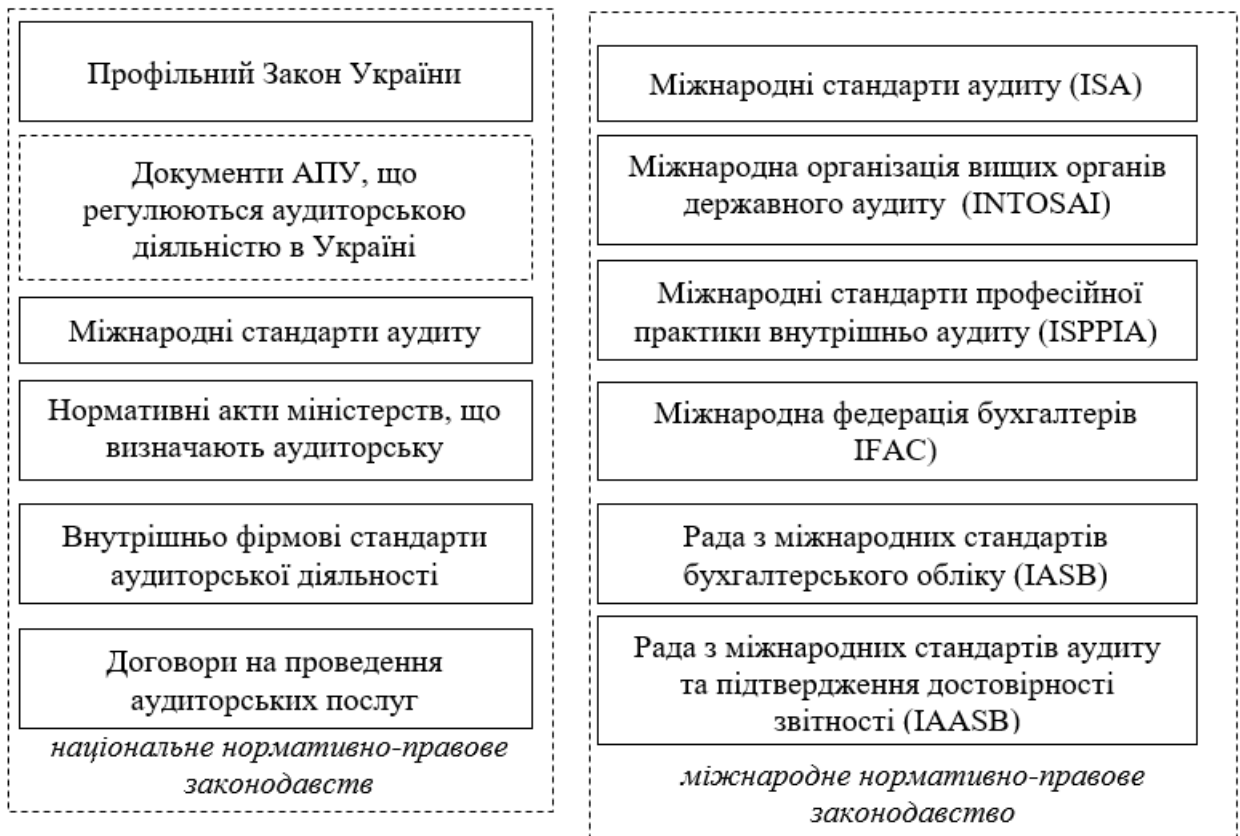 Профільний Закон України
Документи АПУ, що
регулюються аудиторською
діяльністю в Україні
Міжнародні стандарти аудиту
Нормативні акти міністерств, що
визначають аудиторську
Внутрішньо фірмові стандарти
аудиторської діяльності
Договори на проведення
аудиторських послуг
національне нормативно-правове
законодавств
Міжнародні стандарти аудиту (ISA)
Міжнародна організація вищих органів
державного аудиту (INTOSAI)
Міжнародні стандарти професійної
практики внутрішньо аудиту (ISPPIA)
Міжнародна федерація бухгалтерів
IFAC)
Рада з міжнародних стандартів
бухгалтерського обліку (IASB)
Рада з міжнародних стандартів аудиту
та підтвердження достовірності
звітності (IAASB)
міжнародне нормативно-правове
законодавство